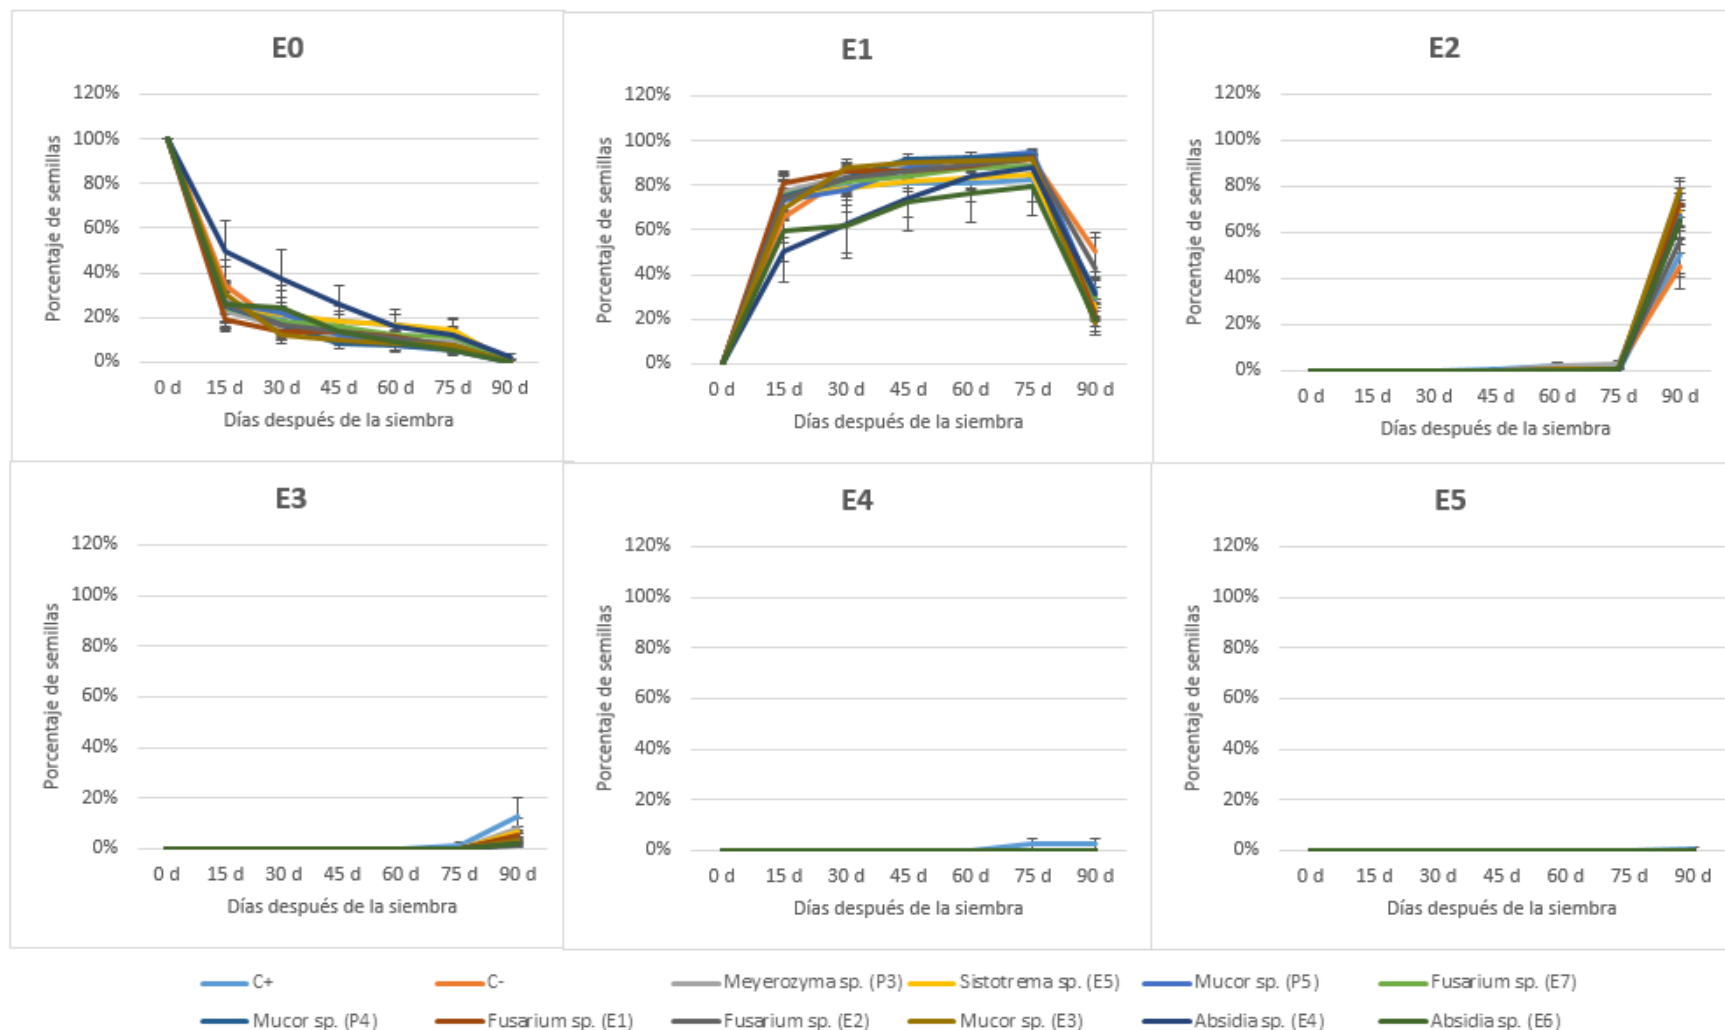 E0
120%
100%
80%
60%
40%
20%
0%
Porcentaje de semillas
0 d 15 d 30 d 45 d 60 d 75 d 90 d
Días después de la siembra
E1
120%
100%
80%
60%
40%
20%
0%
Porcentaje de semillas
0 d 15 d 30 d 45 d 60 d 75 d 90 d
Días después de la siembra
E2
120%
100%
80%
60%
40%
20%
0%
Porcentaje de semillas
0 d 15 d 30 d 45 d 60 d 75 d 90 d
Días después de la siembra
E3
120%
100%
80%
60%
40%
20%
0%
Porcentaje de semillas
0 d 15 d 30 d 45 d 60 d 75 d 90 d
Días después de la siembra
E4
120%
100%
80%
60%
40%
20%
0%
Porcentaje de semillas
0 d 15 d 30 d 45 d 60 d 75 d 90 d
Días después de la siembra
E5
120%
100%
80%
60%
40%
20%
0%
Porcentaje de semillas
0 d 15 d 30 d 45 d 60 d 75 d 90 d
Días después de la siembra
C+ C- Meyerozyma sp. (P3) Sistotrema sp. (E5) Mucor sp. (P5) Fusarium sp. (E7)
Mucor sp. (P4) Fusarium sp. (E1) Fusarium sp. (E2) Mucor sp. (E3) Absidia sp. (E4) Absidia sp. (E6)